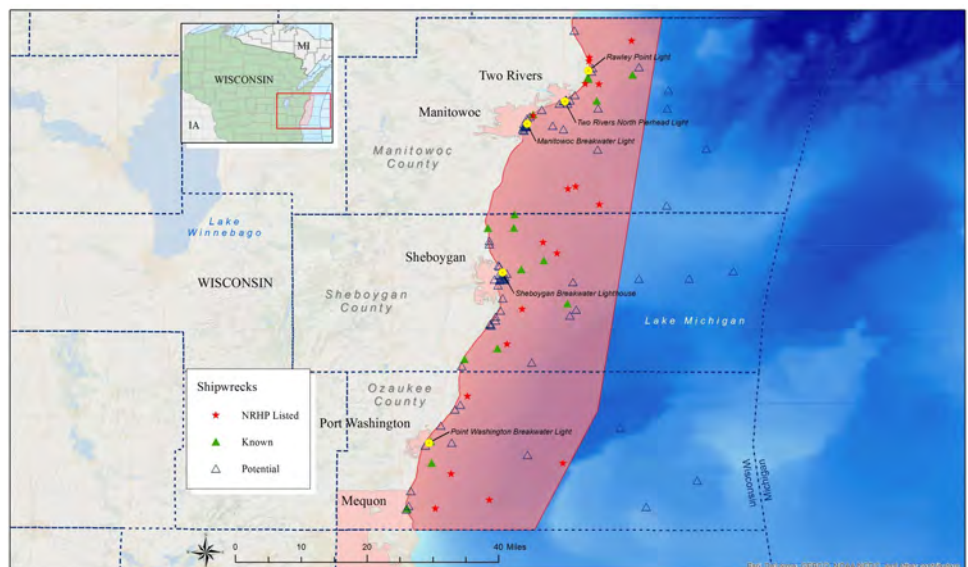 MI
WISCONSIN
IA
Two Rivers
Rawley Point Light
Manitowoc
Two Rivers North Pierhead Light
Manitowoc Breakwater Light
Manitowoc
County
Lake
Winnebago
Sheboygan
WISCONSIN
Sheboygan Breakwater Lighthouse
Sheboygan
County
Lake Michigan
Ozaukee
County
Shipwrecks
NRHP Listed
Known
Potential
Port Washington
Point Washington Breakwater Light
Michigan
Wisconsin
Mequon
0 10 20 40 Miles